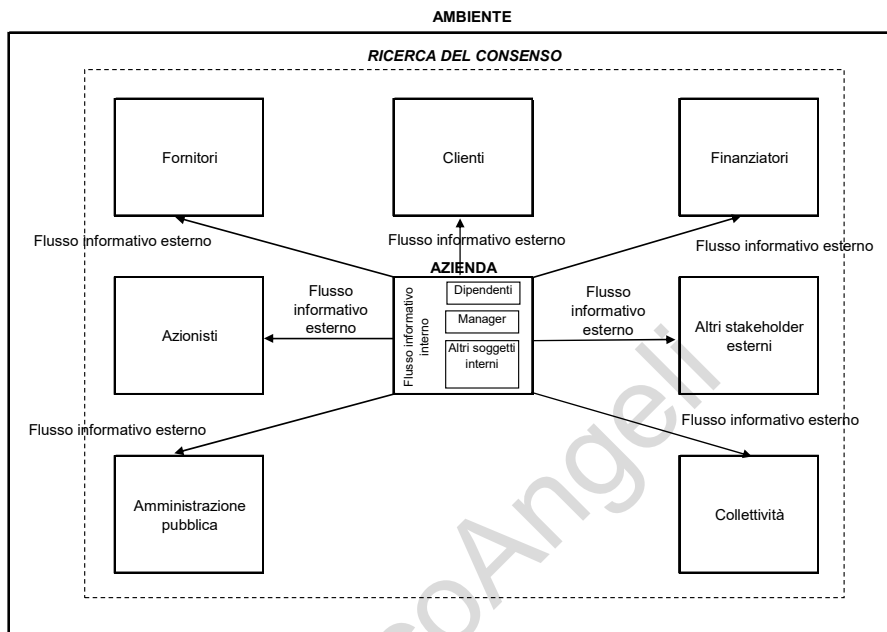 AMBIENTE
RICERCA DEL CONSENSO
Fornitori
Clienti
Finanziatori
Flusso informativo esterno
Flusso informativo esterno
Flusso informativo esterno
AZIENDA
Flusso informativo
interno
Dipendenti
Manager
Altri soggetti
interni
Flusso
informativo
esterno
Flusso
informativo
esterno
Azionisti
Altri stakeholder
esterni
Flusso informativo esterno
Flusso informativo esterno
Amministrazione
pubblica
Collettività
coAngeli